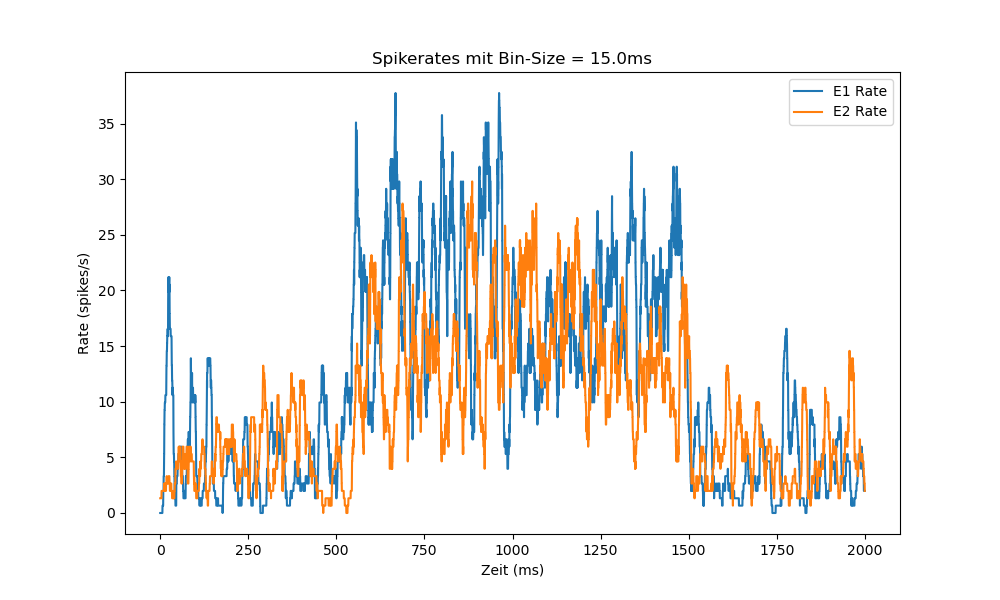 Spikerates mit Bin-Size = 15.0ms
E1 Rate
E2 Rate
35
30
25
20
15
10
5
0
Rate (spikes/s)
0 250 500 750 1000 1250 1500 1750 2000
Zeit (ms)